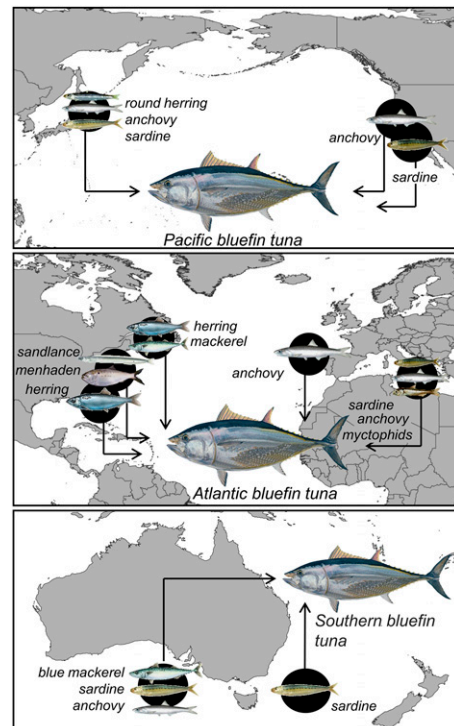 round herring
anchovy
sardine
anchovy
sardine
Pacific bluefin tuna
herring
mackerel
sandlance
menhaden
herring
anchovy
sardine
anchovy
myctophids
Atlantic bluefin tuna
Southern bluefin
tuna
blue mackerel
sardine
anchovy
sardine